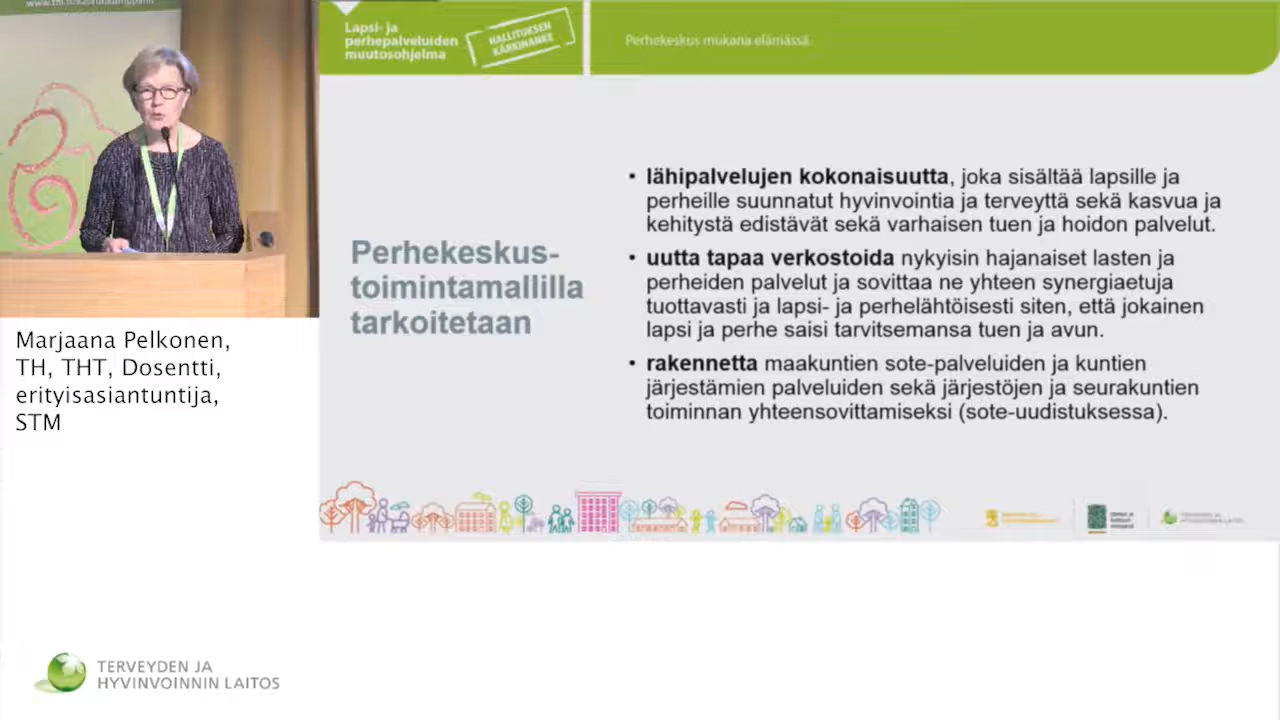 Lapsi- ja
perhepalveluiden
muutosohjelma
HALLITUKSEN
KÄRKIHANKE
Perhekeskus mukana elämässä.
Perhekeskus-
toimintamallilla
tarkoitetaan
• lähipalvelujen kokonaisuutta, joka sisältää lapsille ja
perheille suunnatut hyvinvointia ja terveyttä sekä kasvua ja
kehitystä edistävät sekä varhaisen tuen ja hoidon palvelut.
• uutta tapaa verkostoida nykyisin hajanaiset lasten ja
perheiden palvelut ja sovittaa ne yhteen synergiaetuja
tuottavasti ja lapsi- ja perhelähtöisesti siten, että jokainen
lapsi ja perhe saisi tarvitsemansa tuen ja avun.
• rakennetta maakuntien sote-palveluiden ja kuntien
järjestämien palveluiden sekä järjestöjen ja seurakuntien
toiminnan yhteensovittamiseksi (sote-uudistuksessa).
Marjaana Pelkonen,
TH, THT, Dosentti,
erityisasiantuntija,
STM
TERVEYDEN JA
HYVINVOINNIN LAITOS